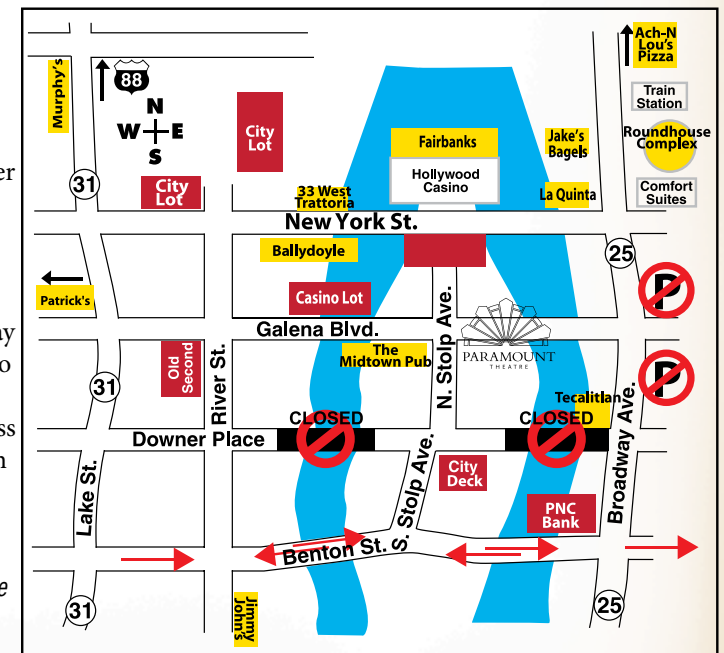 er
ay
o
ss
n
e
Ach-N
Lou's
Pizza
Murphy's
88
N
W E
S
City
Lot
Train
Station
Fairbanks
Jake's
Bagels
Roundhouse
Complex
Hollywood
Casino
31
City
Lot
33 West
Trattoria
La Quinta
Comfort
Suites
New York St.
Ballydoyle
25
Patrick's
Casino Lot
P
N. Stolp Ave.
Galena Blvd.
PARAMOUNT
THEATRE
Old
Second
River St.
The
Midtown Pub
31
P
Tecalitlan
CLOSED
CLOSED
Downer Place
Broadway Ave.
Lake St.
S. Stolp Ave.
City
Deck
PNC
Bank
Benton St.
Jimmy
John's
31
25